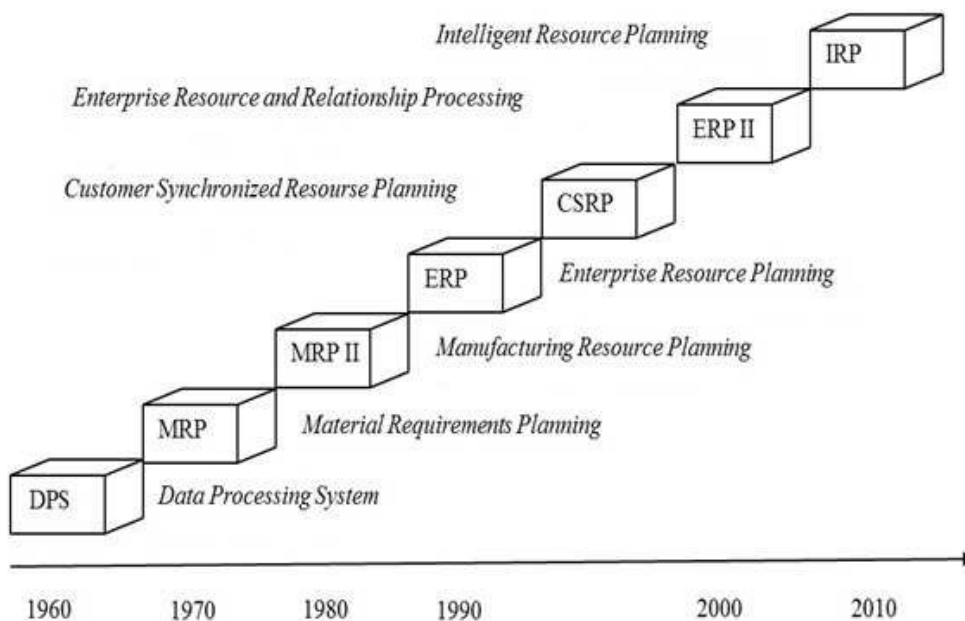 Intelligent Resource Planning
IRP
Enterprise Resource and Relationship Processing
ERP II
Customer Synchronized Resourse Planning
CSRP
ERP
Enterprise Resource Planning
MRP II
Manufacturing Resource Planning
MRP
Material Requirements Planning
DPS
Data Processing System
1960 1970 1980 1990 2000 2010